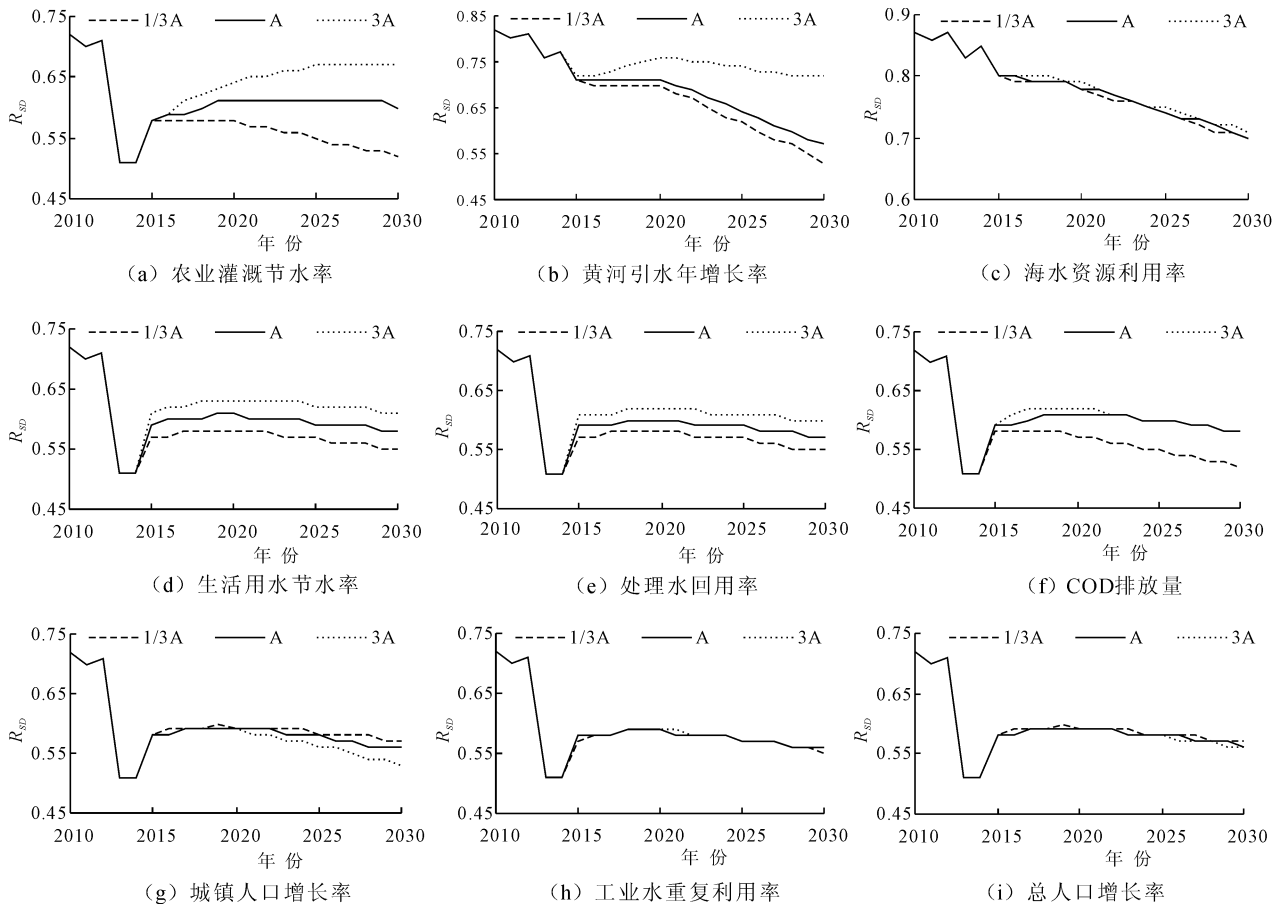 1/3A A 3A
0.75
0.65
0.55
0.45
R_SD
2010 2015 2020 2025 2030
年 份
(a) 农业灌溉节水率
1/3A A 3A
0.85
0.75
0.65
0.55
0.45
R_SD
2010 2015 2020 2025 2030
年 份
(b) 黄河引水年增长率
1/3A A 3A
0.9
0.8
0.7
0.6
R_SD
2010 2015 2020 2025 2030
年 份
(c) 海水资源利用率
1/3A A 3A
0.75
0.65
0.55
0.45
R_SD
2010 2015 2020 2025 2030
年 份
(d) 生活用水节水率
1/3A A 3A
0.75
0.65
0.55
0.45
R_SD
2010 2015 2020 2025 2030
年 份
(e) 处理水回用率
1/3A A 3A
0.75
0.65
0.55
0.45
R_SD
2010 2015 2020 2025 2030
年 份
(f) COD排放量
1/3A A 3A
0.75
0.65
0.55
0.45
R_SD
2010 2015 2020 2025 2030
年 份
(g) 城镇人口增长率
1/3A A 3A
0.75
0.65
0.55
0.45
R_SD
2010 2015 2020 2025 2030
年 份
(h) 工业水重复利用率
1/3A A 3A
0.75
0.65
0.55
0.45
R_SD
2010 2015 2020 2025 2030
年 份
(i) 总人口增长率